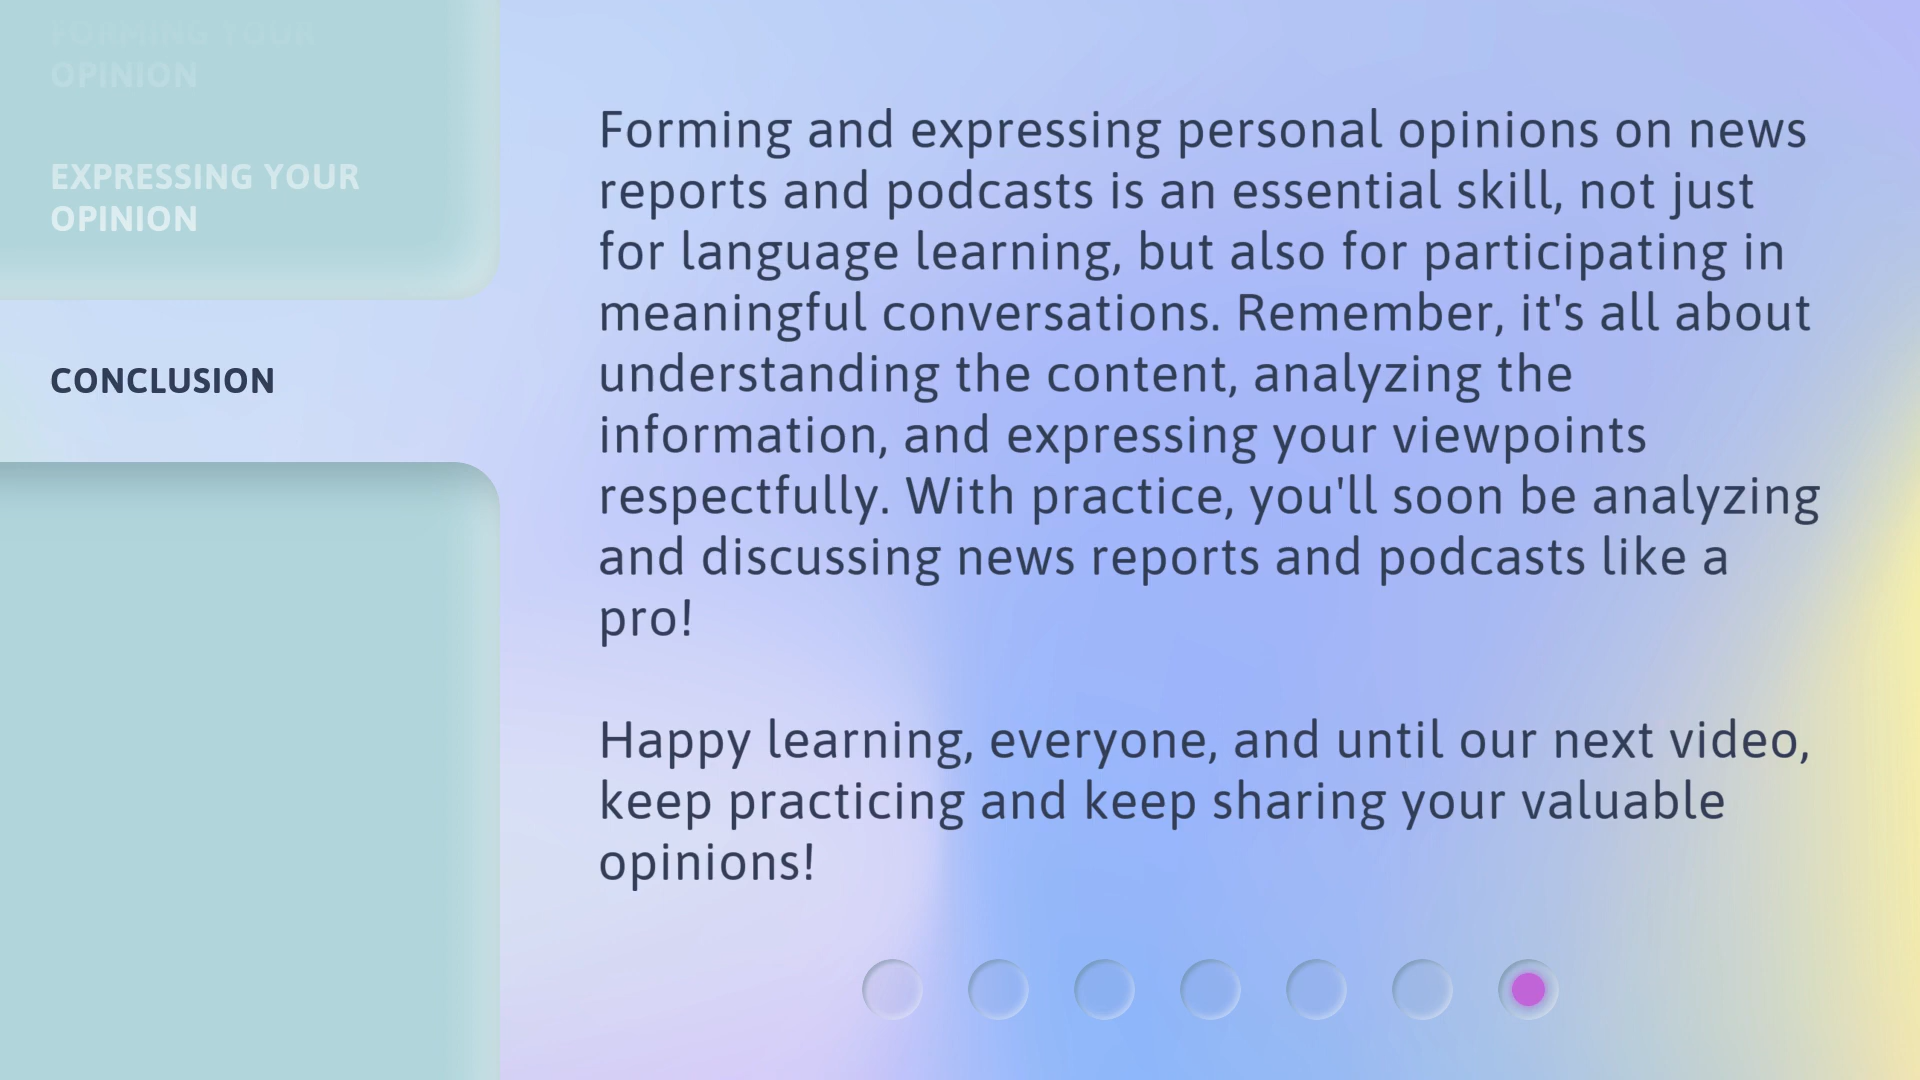 FORMING YOUR
OPINION
EXPRESSING YOUR
OPINION
CONCLUSION
Forming and expressing personal opinions on news
reports and podcasts is an essential skill, not just
for language learning, but also for participating in
meaningful conversations. Remember, it's all about
understanding the content, analyzing the
information, and expressing your viewpoints
respectfully. With practice, you'll soon be analyzing
and discussing news reports and podcasts like a
pro!
Happy learning, everyone, and until our next video,
keep practicing and keep sharing your valuable
opinions!